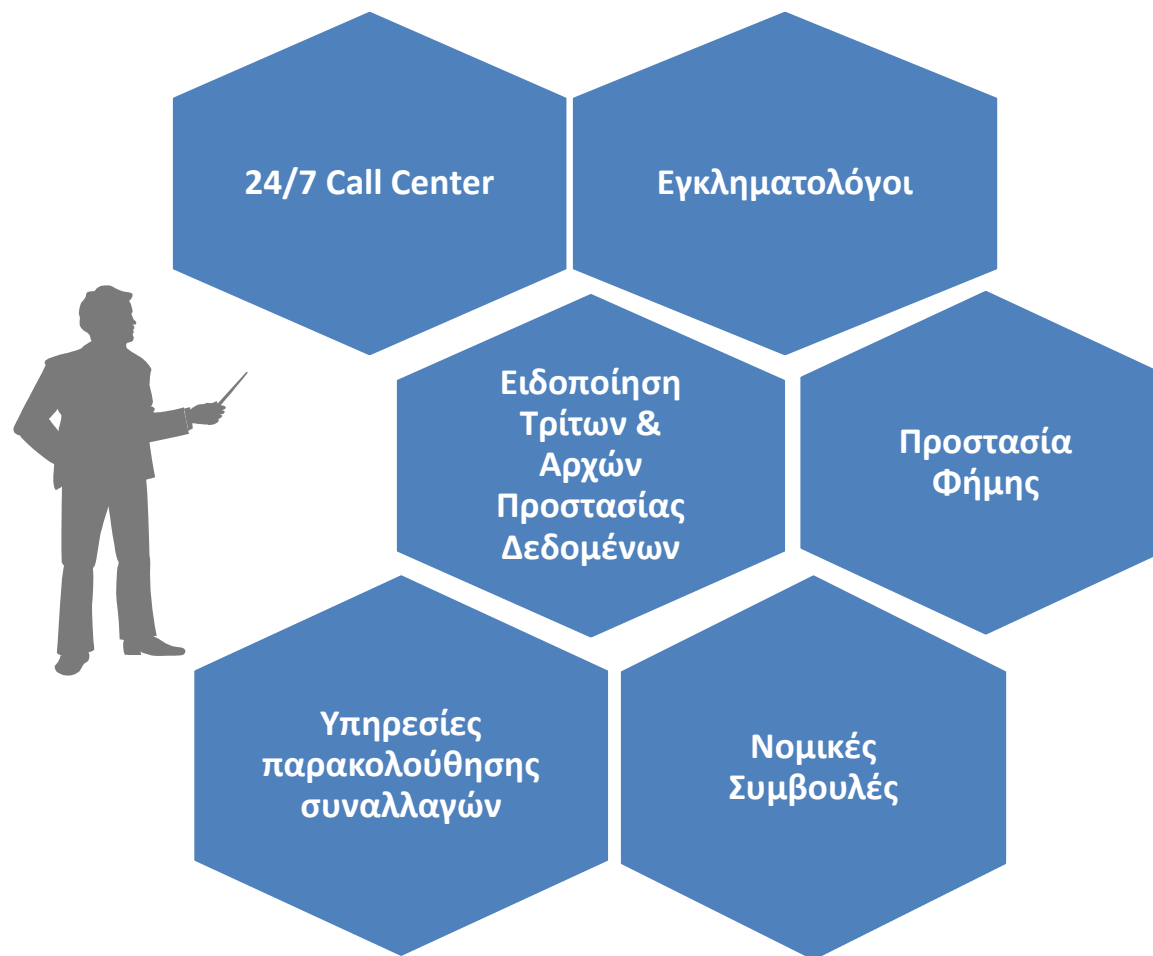 24/7 Call Center
Εγκληματολόγοι
Ειδοποίηση
Τρίτων &
Αρχών
Προστασίας
Δεδομένων
Προστασία
Φήμης
Υπηρεσίες
παρακολούθησης
συναλλαγών
Νομικές
Συμβουλές